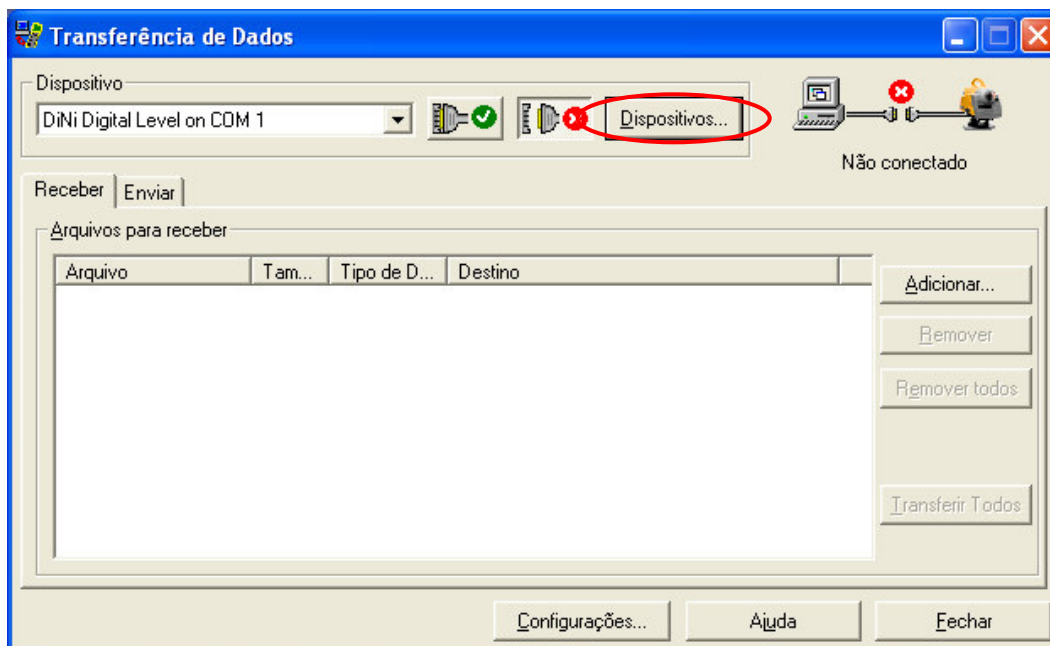 Transferência de Dados
Dispositivo
DiNi Digital Level on COM 1
Dispositivos...
Não conectado
Receber
Enviar
Arquivos para receber
Arquivo Tam... Tipo de D... Destino
Adicionar...
Remover
Remover todos
Transferir Todos
Configurações... Ajuda Fechar